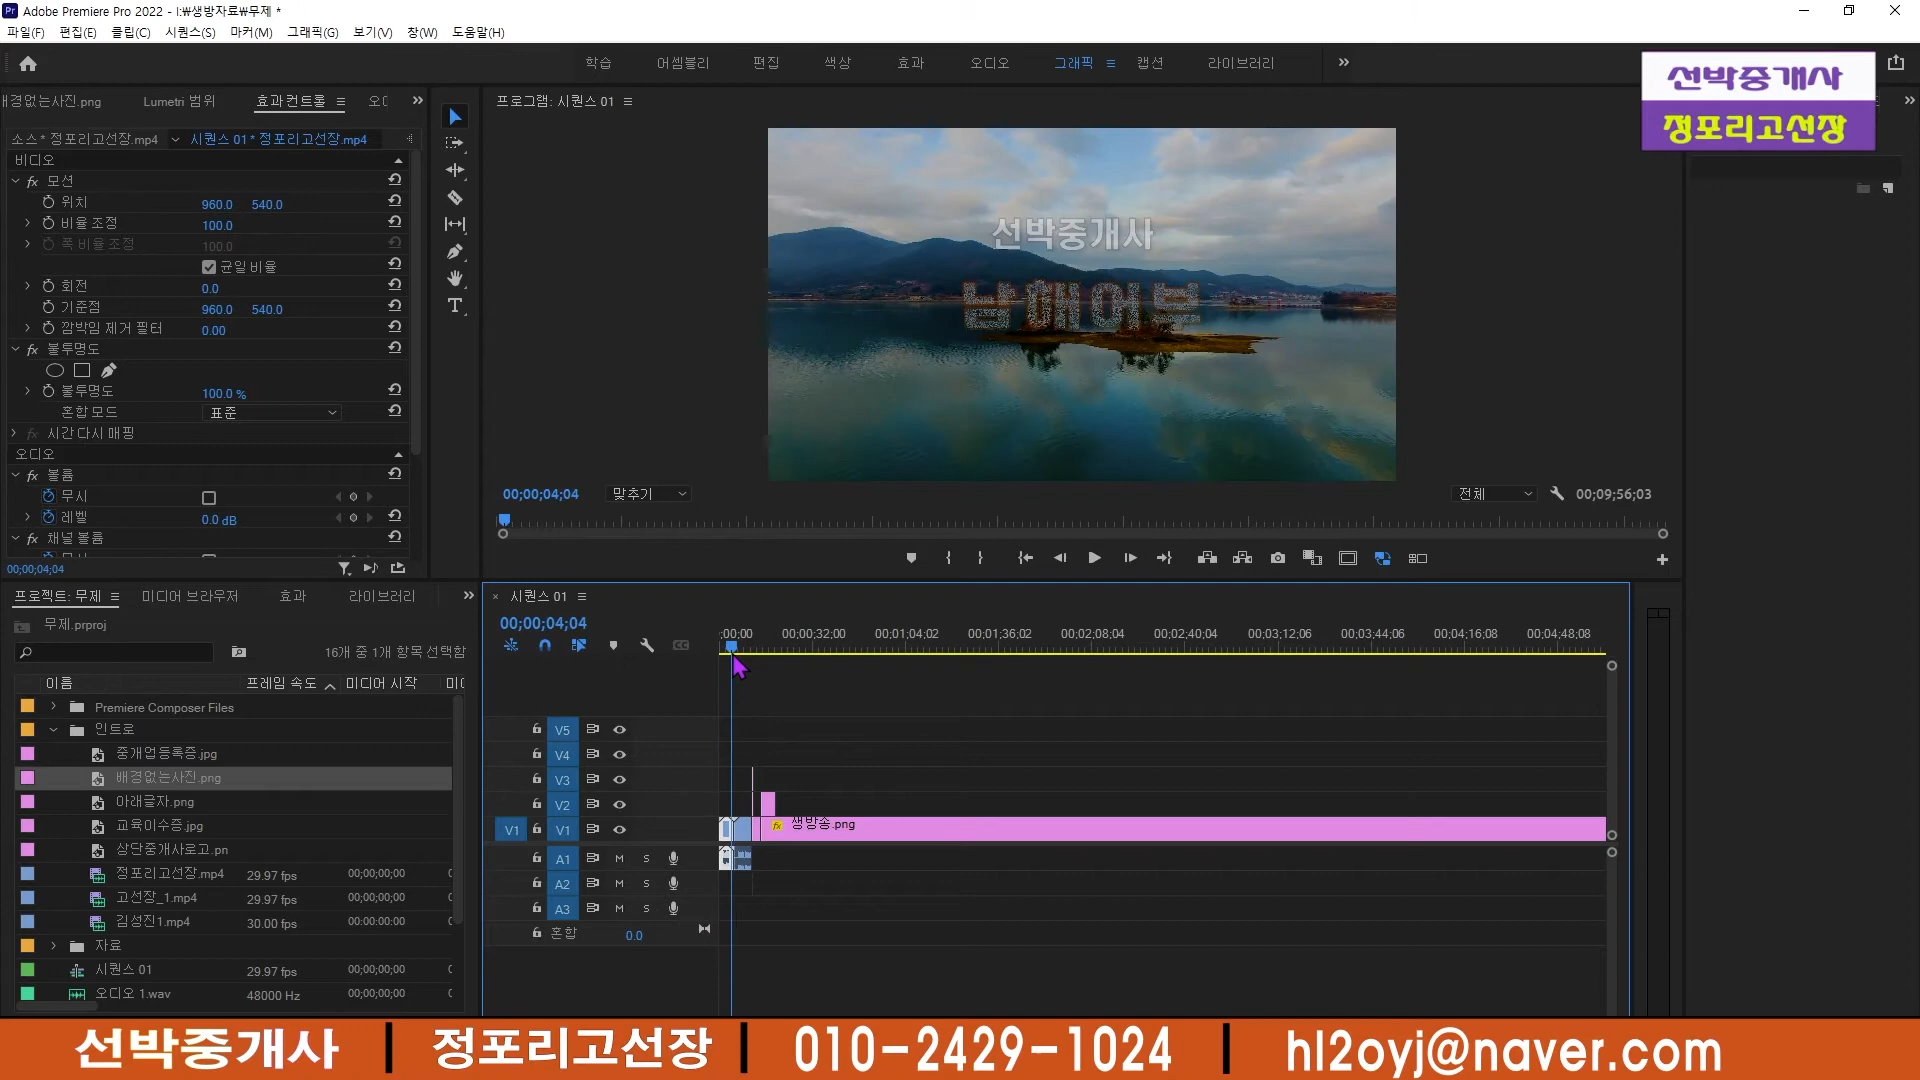 Adobe Premiere Pro 2022 - I:₩생방자료₩무제 *
파일(F) 편집(E) 클립(C) 시퀀스(S) 마커(M) 그래픽(G) 보기(V) 창(W) 도움말(H)
학습 어셈블리 편집 색상 효과 오디오 그래픽 캡션 라이브러리
선박중개사
정포리고선장
배경없는사진.png Lumetri 범위 효과 컨트롤
프로그램: 시퀀스 01
소스* 정포리고선장.mp4 시퀀스 01* 정포리고선장.mp4
비디오
fx 모션
위치 960.0 540.0
비율 조정 100.0
폭 비율 조정 100.0
균일 비율
회전 0.0
기준점 960.0 540.0
깜박임 제거 필터 0.00
fx 불투명도
불투명도 100.0 %
혼합 모드 표준
fx 시간 다시 매핑
오디오
fx 볼륨
무시
레벨 0.0 dB
fx 채널 볼륨
00;00;04;04
선박중개사
남해어부
00;00;04;04 맞추기 전체 00;09;56;03
프로젝트: 무제 미디어 브라우저 효과 라이브러리
무제.prproj
16개 중 1개 항목 선택함
이름 프레임 속도 미디어 시작
Premiere Composer Files
인트로
중개업등록증.jpg
배경없는사진.png
아래글자.png
교육이수증.jpg
상단중개사로고.pn
정포리고선장.mp4 29.97 fps 00;00;00;00
고선장_1.mp4 29.97 fps 00;00;00;00
김성진1.mp4 30.00 fps 00:00:00:00
자료
시퀀스 01 29.97 fps 00;00;00;00
오디오 1.wav 48000 Hz 00;00;00;00
시퀀스 01
00;00;04;04
;00;00 00;00;32;00 00;01;04;02 00;01;36;02 00;02;08;04 00;02;40;04 00;03;12;06 00;03;44;06 00;04;16;08 00;04;48;08
V5
V4
V3
V2
V1 V1 fx 생방송.png
A1 M S
A2 M S
A3 M S
혼합 0.0
선박중개사 | 정포리고선장 | 010-2429-1024 | hl2oyj@naver.com